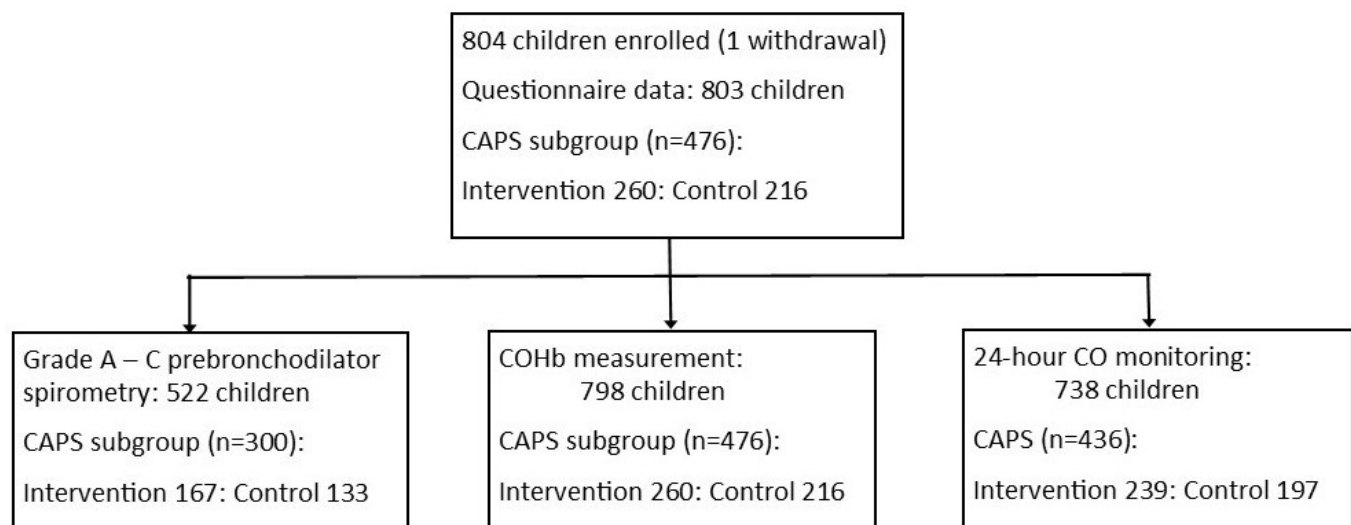 804 children enrolled (1 withdrawal)
Questionnaire data: 803 children
CAPS subgroup (n=476):
Intervention 260: Control 216
Grade A – C prebronchodilator
spirometry: 522 children
CAPS subgroup (n=300):
Intervention 167: Control 133
COHb measurement:
798 children
CAPS subgroup (n=476):
Intervention 260: Control 216
24-hour CO monitoring:
738 children
CAPS (n=436):
Intervention 239: Control 197